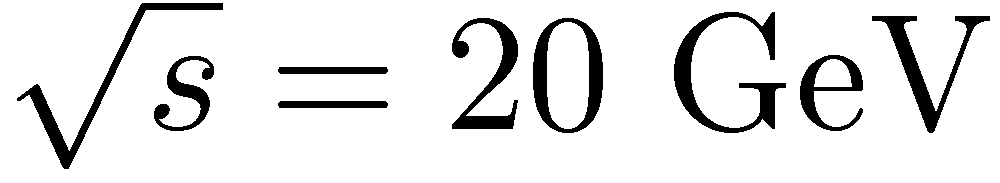 √s = 20 GeV